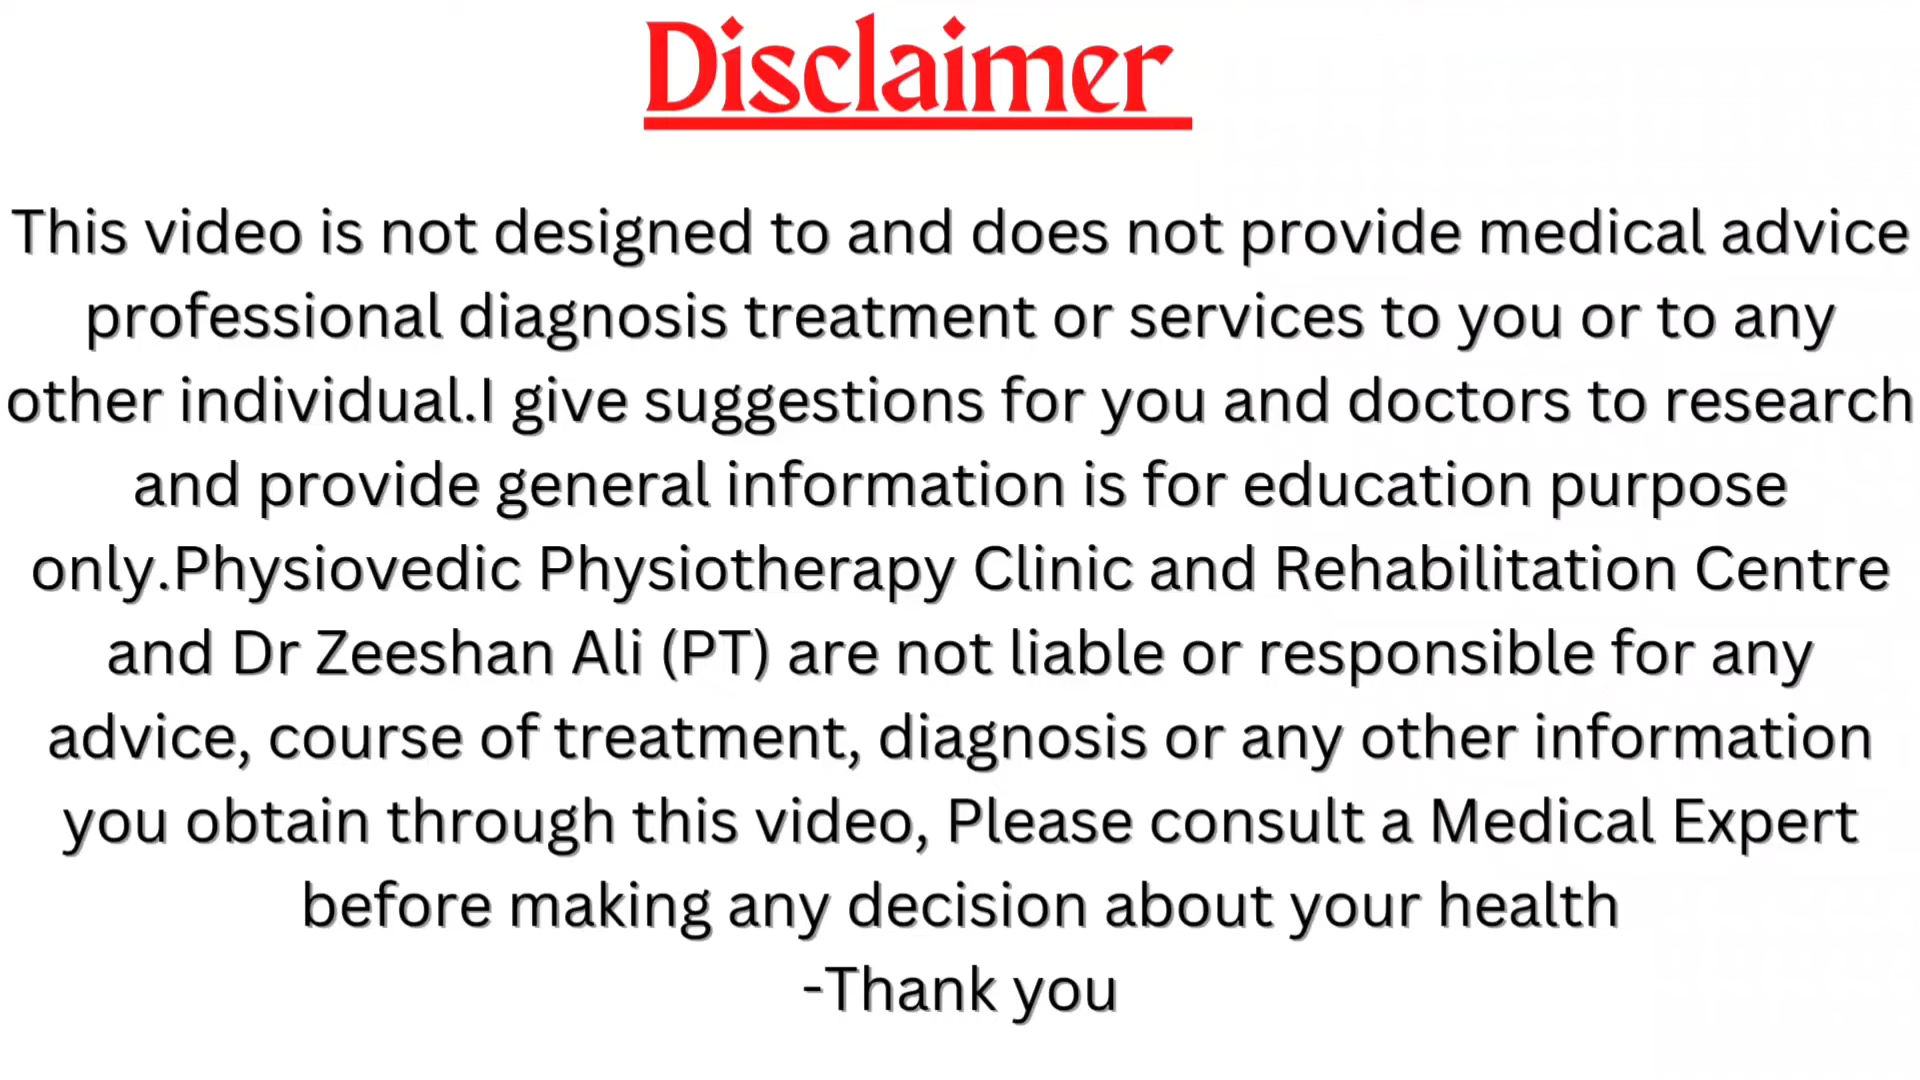 Disclaimer
This video is not designed to and does not provide medical advice
professional diagnosis treatment or services to you or to any
other individual.I give suggestions for you and doctors to research
and provide general information is for education purpose
only.Physiovedic Physiotherapy Clinic and Rehabilitation Centre
and Dr Zeeshan Ali (PT) are not liable or responsible for any
advice, course of treatment, diagnosis or any other information
you obtain through this video, Please consult a Medical Expert
before making any decision about your health
-Thank you